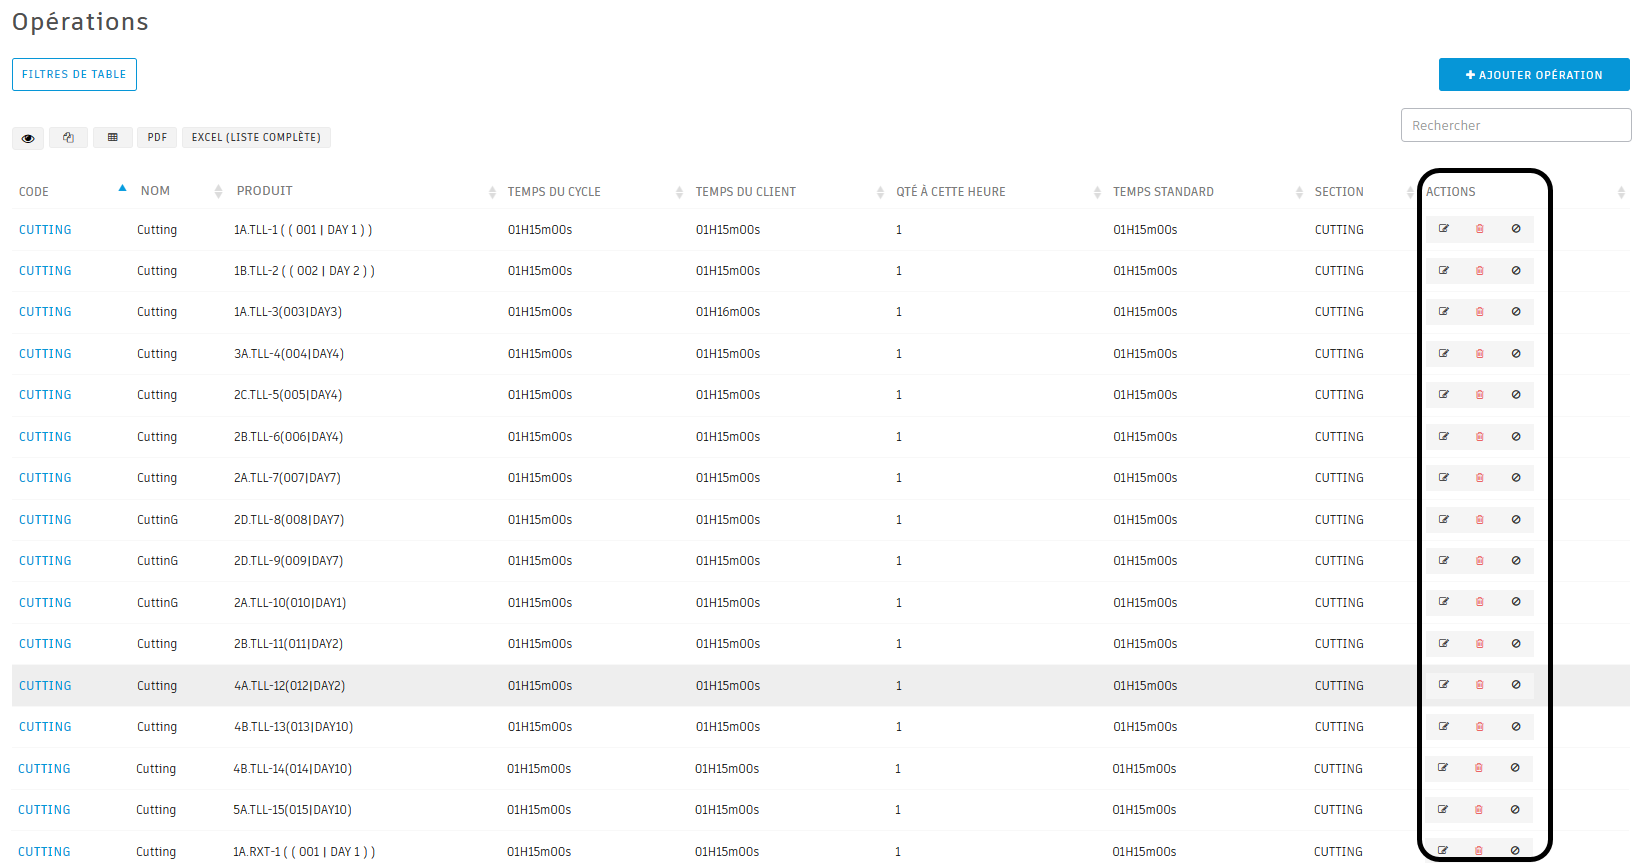 Opérations
FILTRES DE TABLE
AJOUTER OPÉRATION
Rechercher
PDF EXCEL (LISTE COMPLÈTE)
CODE NOM PRODUIT TEMPS DU CYCLE TEMPS DU CLIENT QTÉ À CETTE HEURE TEMPS STANDARD SECTION ACTIONS
CUTTING Cutting 1A.TLL-1 ( ( 001 | DAY 1 ) ) 01H15m00s 01H15m00s 1 01H15m00s CUTTING
CUTTING Cutting 1B.TLL-2 ( ( 002 | DAY 2 ) ) 01H15m00s 01H15m00s 1 01H15m00s CUTTING
CUTTING Cutting 1A.TLL-3(003|DAY3) 01H15m00s 01H16m00s 1 01H15m00s CUTTING
CUTTING Cutting 3A.TLL-4(004|DAY4) 01H15m00s 01H15m00s 1 01H15m00s CUTTING
CUTTING Cutting 2C.TLL-5(005|DAY4) 01H15m00s 01H15m00s 1 01H15m00s CUTTING
CUTTING Cutting 2B.TLL-6(006|DAY4) 01H15m00s 01H15m00s 1 01H15m00s CUTTING
CUTTING Cutting 2A.TLL-7(007|DAY7) 01H15m00s 01H15m00s 1 01H15m00s CUTTING
CUTTING CuttinG 2D.TLL-8(008|DAY7) 01H15m00s 01H15m00s 1 01H15m00s CUTTING
CUTTING CuttinG 2D.TLL-9(009|DAY7) 01H15m00s 01H15m00s 1 01H15m00s CUTTING
CUTTING CuttinG 2A.TLL-10(010|DAY1) 01H15m00s 01H15m00s 1 01H15m00s CUTTING
CUTTING Cutting 2B.TLL-11(011|DAY2) 01H15m00s 01H15m00s 1 01H15m00s CUTTING
CUTTING Cutting 4A.TLL-12(012|DAY2) 01H15m00s 01H15m00s 1 01H15m00s CUTTING
CUTTING Cutting 4B.TLL-13(013|DAY10) 01H15m00s 01H15m00s 1 01H15m00s CUTTING
CUTTING Cutting 4B.TLL-14(014|DAY10) 01H15m00s 01H15m00s 1 01H15m00s CUTTING
CUTTING Cutting 5A.TLL-15(015|DAY10) 01H15m00s 01H15m00s 1 01H15m00s CUTTING
CUTTING Cutting 1A.RXT-1 ( ( 001 | DAY 1 ) ) 01H15m00s 01H15m00s 1 01H15m00s CUTTING